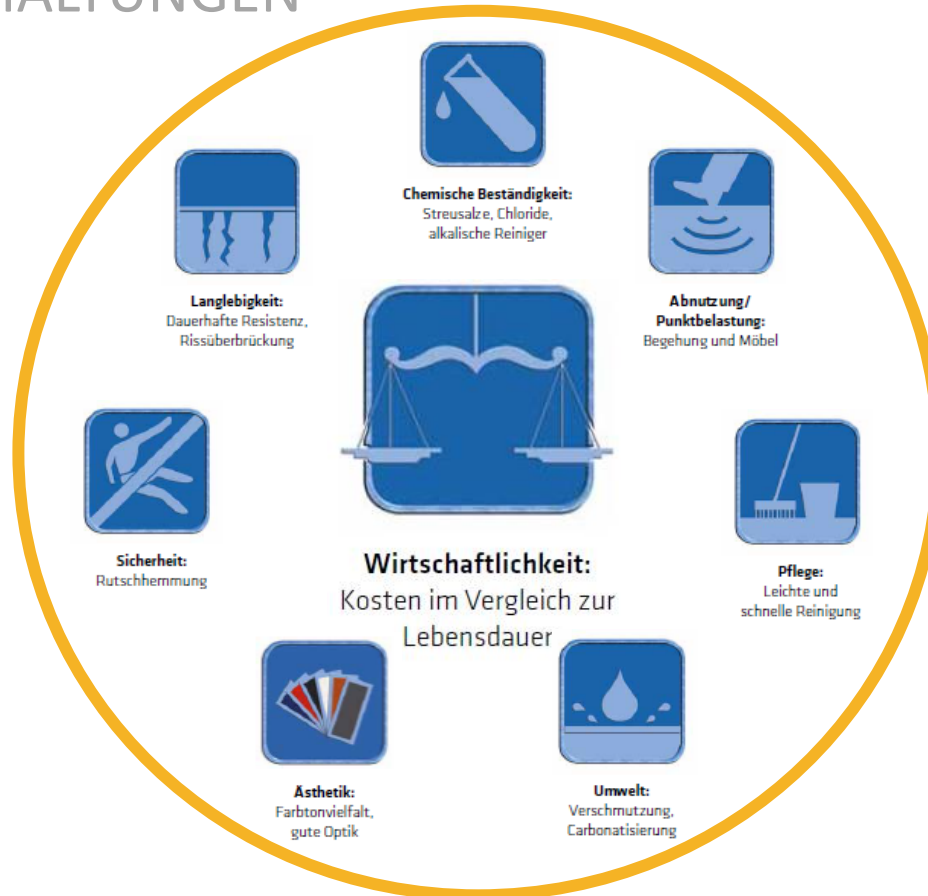 Chemische Beständigkeit:
Streusalze, Chloride,
alkalische Reiniger
Langlebigkeit:
Dauerhafte Resistenz,
Rissüberbrückung
Abnutzung/
Punktbelastung:
Begehung und Möbel
Sicherheit:
Rutschhemmung
Wirtschaftlichkeit:
Kosten im Vergleich zur
Lebensdauer
Pflege:
Leichte und
schnelle Reinigung
Ästhetik:
Farbtonvielfalt,
gute Optik
Umwelt:
Verschmutzung,
Carbonatisierung